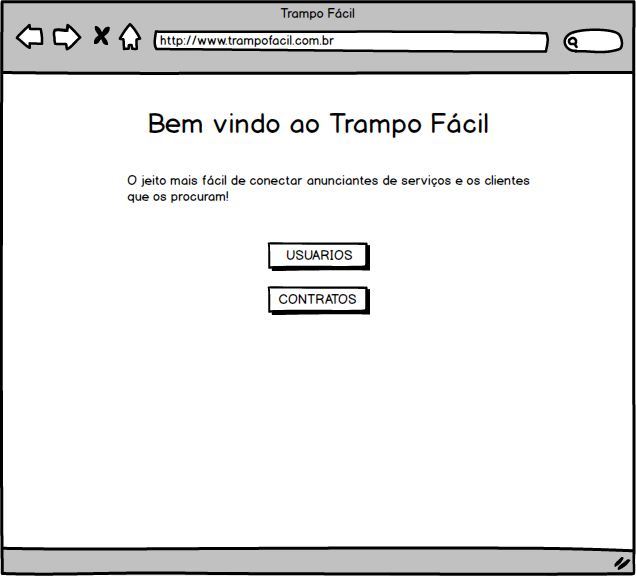 Trampo Fácil
http://www.trampofacil.com.br
Bem vindo ao Trampo Fácil
O jeito mais fácil de conectar anunciantes de serviços e os clientes
que os procuram!
USUARIOS
CONTRATOS